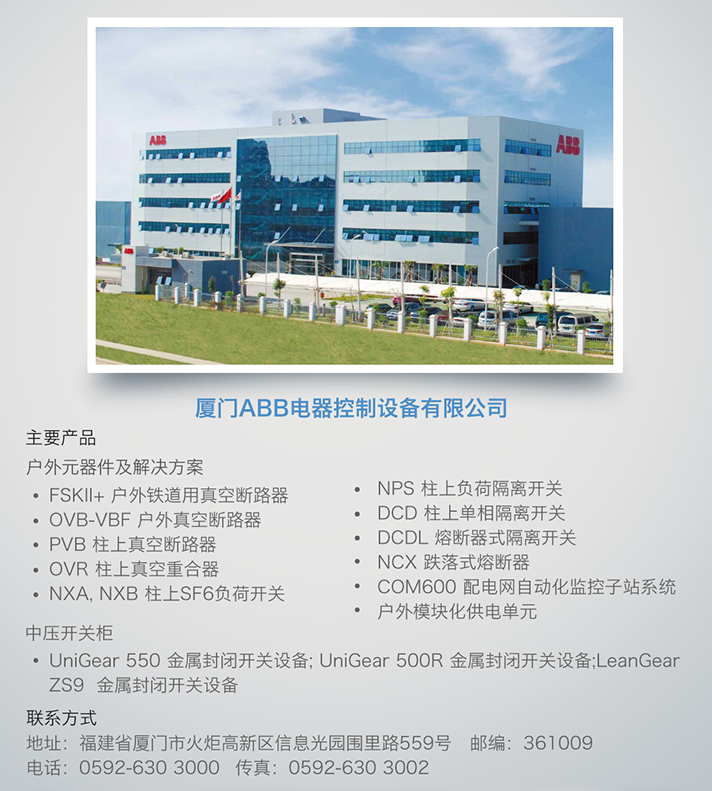 ABB
ABB
ABB
厦门ABB电器控制设备有限公司
主要产品
户外元器件及解决方案
• FSKII+ 户外铁道用真空断路器
• OVB-VBF 户外真空断路器
• PVB 柱上真空断路器
• OVR 柱上真空重合器
• NXA, NXB 柱上SF6负荷开关
• NPS 柱上负荷隔离开关
• DCD 柱上单相隔离开关
• DCDL 熔断器式隔离开关
• NCX 跌落式熔断器
• COM600 配电网自动化监控子站系统
• 户外模块化供电单元
中压开关柜
• UniGear 550 金属封闭开关设备; UniGear 500R 金属封闭开关设备;LeanGear
ZS9 金属封闭开关设备
联系方式
地址：福建省厦门市火炬高新区信息光园围里路559号 邮编：361009
电话：0592-630 3000 传真：0592-630 3002